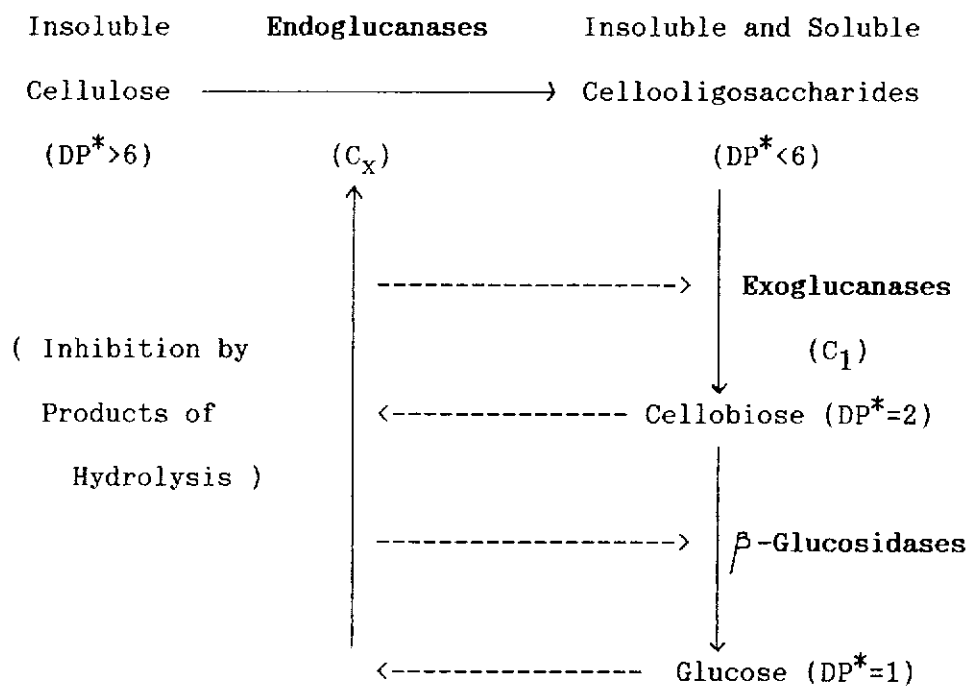 Insoluble Endoglucanases Insoluble and Soluble
Cellulose Cellooligosaccharides
(DP*>6) (Cx) (DP*<6)
Exoglucanases
( Inhibition by (C1)
Products of Cellobiose (DP*=2)
Hydrolysis )
β-Glucosidases
Glucose (DP*=1)